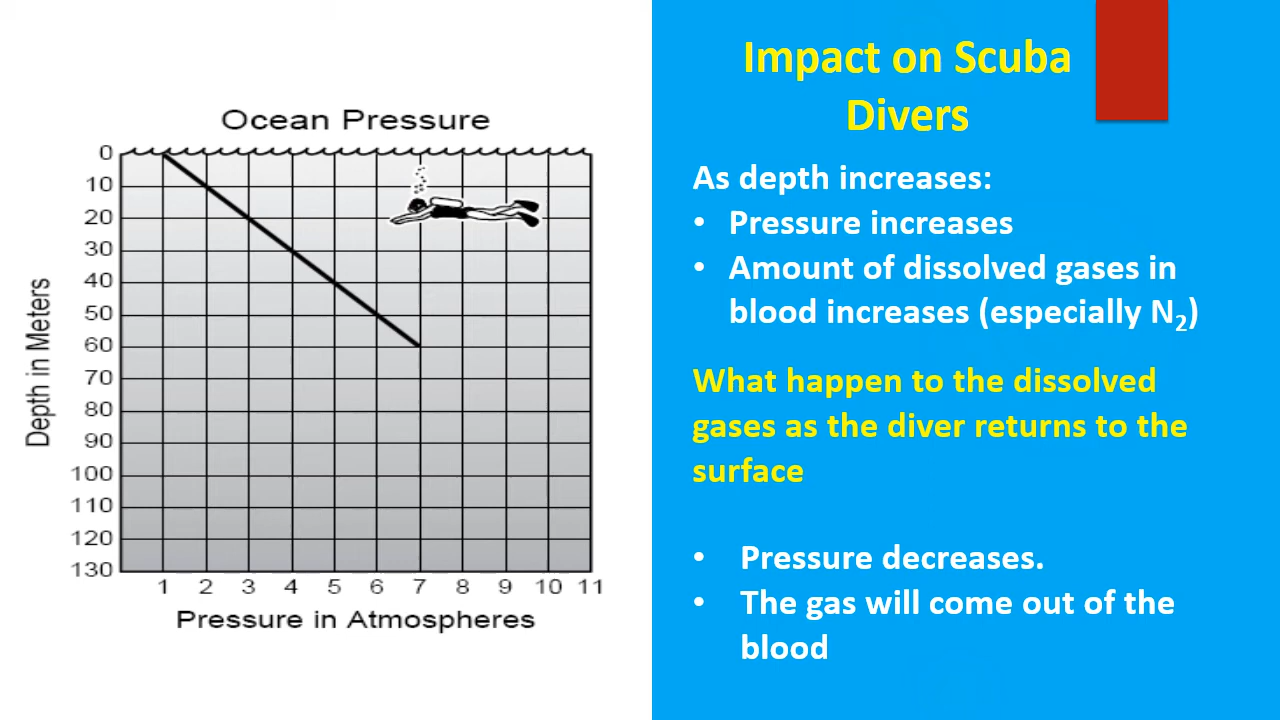 Ocean Pressure
0
10
20
30
40
50
60
70
80
90
100
110
120
130
Depth in Meters
1 2 3 4 5 6 7 8 9 10 11
Pressure in Atmospheres
Impact on Scuba
Divers
As depth increases:
• Pressure increases
• Amount of dissolved gases in
blood increases (especially N₂)
What happen to the dissolved
gases as the diver returns to the
surface
• Pressure decreases.
• The gas will come out of the
blood